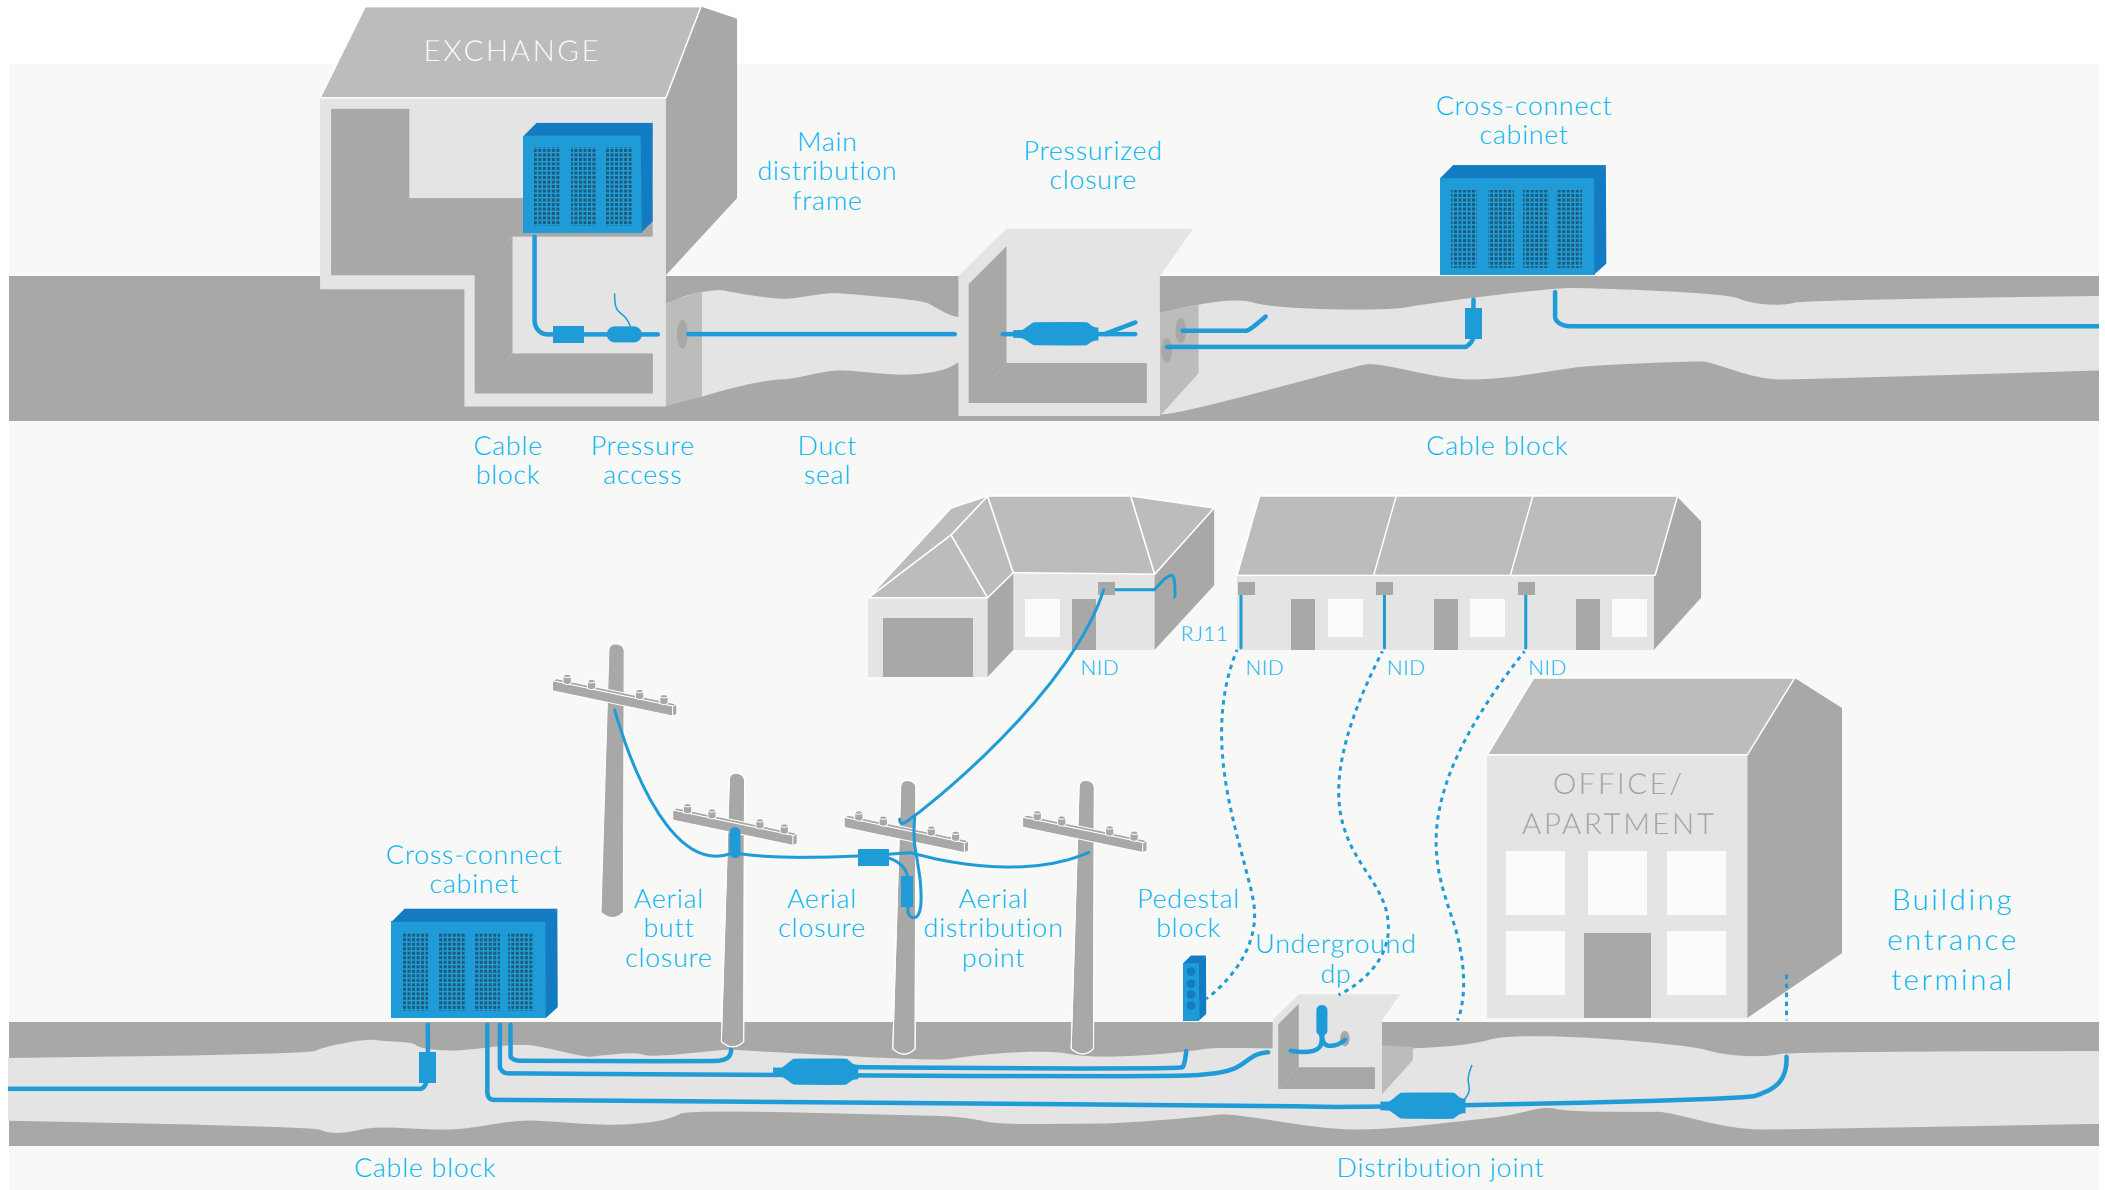 EXCHANGE
Main
distribution
frame
Pressurized
closure
Cross-connect
cabinet
Cable
block
Pressure
access
Duct
seal
Cable block
RJ11
NID
NID
NID
NID
OFFICE/
APARTMENT
Cross-connect
cabinet
Aerial
butt
closure
Aerial
closure
Aerial
distribution
point
Pedestal
block
Underground
dp
Building
entrance
terminal
Cable block
Distribution joint